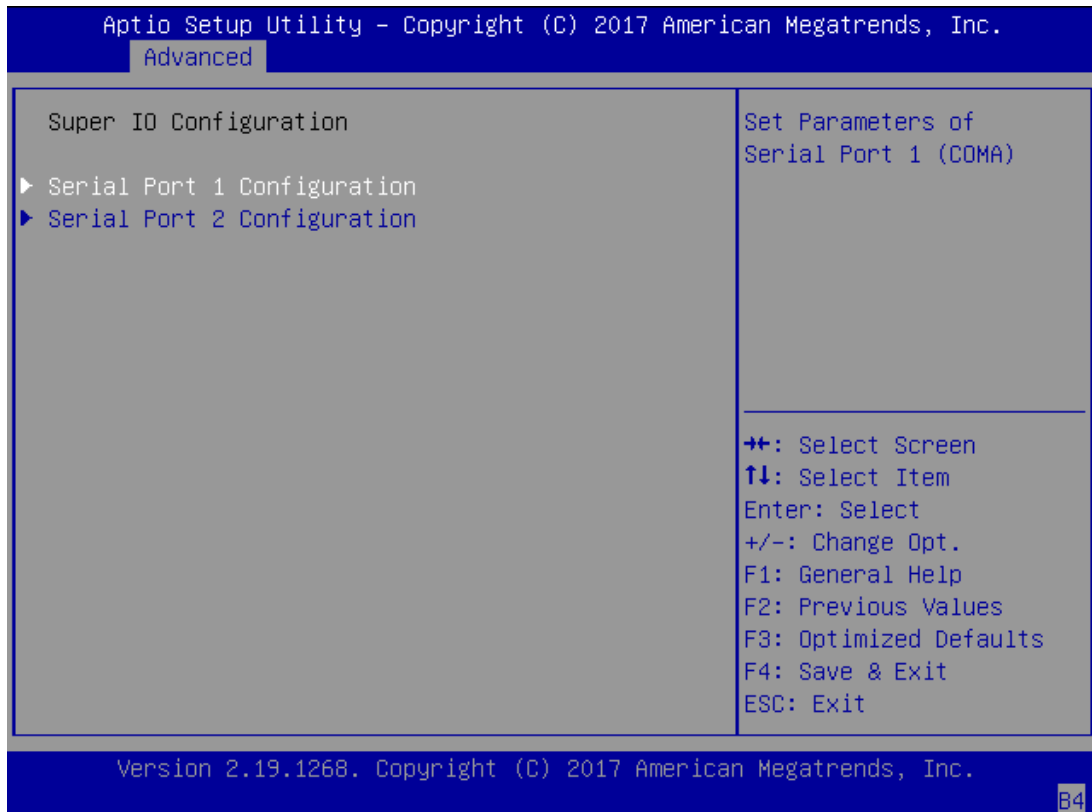 Aptio Setup Utility – Copyright (C) 2017 American Megatrends, Inc.
Advanced
Super IO Configuration
▶ Serial Port 1 Configuration
▶ Serial Port 2 Configuration
Set Parameters of
Serial Port 1 (COMA)
→←: Select Screen
↑↓: Select Item
Enter: Select
+/-: Change Opt.
F1: General Help
F2: Previous Values
F3: Optimized Defaults
F4: Save & Exit
ESC: Exit
Version 2.19.1268. Copyright (C) 2017 American Megatrends, Inc.
B4